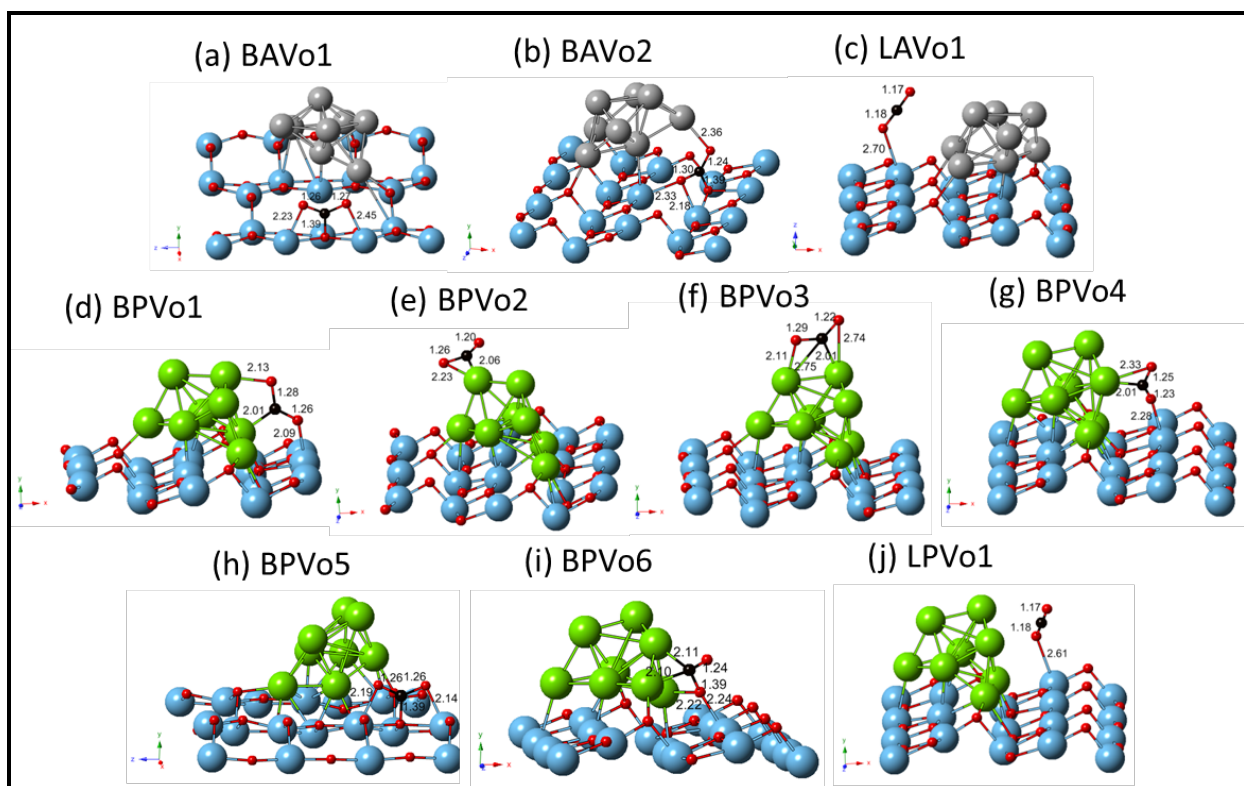 (a) BAVo1
(b) BAVo2
(c) LAVo1
1.26 1.27
2.23
2.45
1.39
z
y
x
2.36
1.24
1.30
1.39
2.33
2.18
y
z
x
1.17
1.18
2.70
z
y
x
(d) BPVo1
(e) BPVo2
(f) BPVo3
(g) BPVo4
2.13
1.28
2.01
1.26
2.09
y
z
x
1.20
1.26
2.06
2.23
y
z
x
1.22
1.29
2.74
2.11
2.01
2.75
y
z
x
2.33
1.25
2.01
1.23
2.28
y
z
x
(h) BPVo5
(i) BPVo6
(j) LPVo1
1.26 1.26
2.19
1.39
2.14
y
z
x
2.11
2.10
1.24
1.39
2.22
2.24
y
z
x
1.17
1.18
2.61
y
z
x